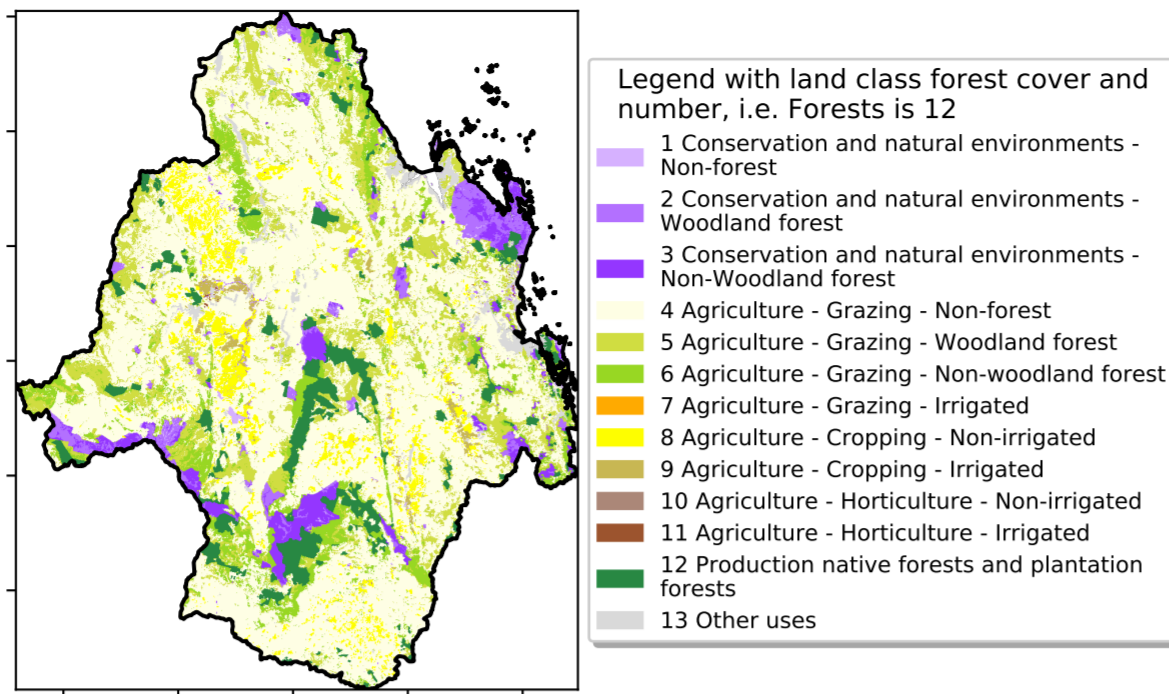 Legend with land class forest cover and
number, i.e. Forests is 12
1 Conservation and natural environments -
Non-forest
2 Conservation and natural environments -
Woodland forest
3 Conservation and natural environments -
Non-Woodland forest
4 Agriculture - Grazing - Non-forest
5 Agriculture - Grazing - Woodland forest
6 Agriculture - Grazing - Non-woodland forest
7 Agriculture - Grazing - Irrigated
8 Agriculture - Cropping - Non-irrigated
9 Agriculture - Cropping - Irrigated
10 Agriculture - Horticulture - Non-irrigated
11 Agriculture - Horticulture - Irrigated
12 Production native forests and plantation
forests
13 Other uses